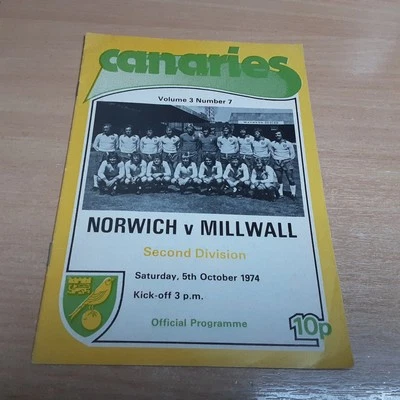 canaries
Volume 3 Number 7
NORWICH v MILLWALL
Second Division
Saturday, 5th October 1974
Kick-off 3 p.m.
Official Programme
10p